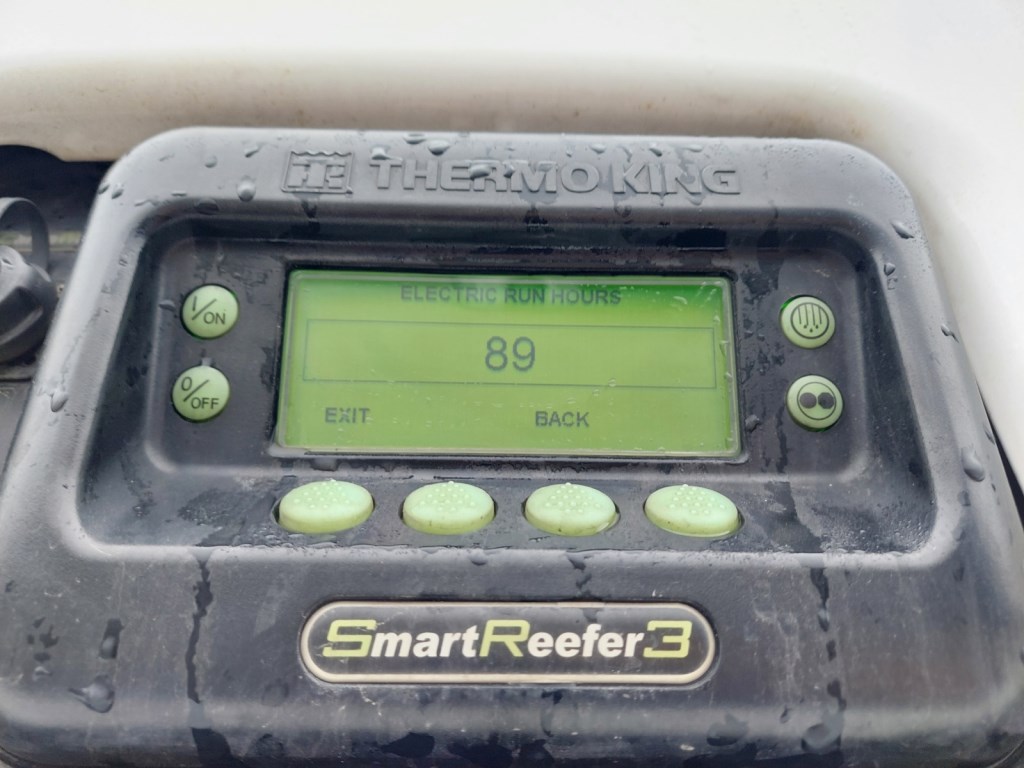 THERMO KING
ELECTRIC RUN HOURS
I/ON
89
O/OFF
EXIT BACK
SmartReefer3